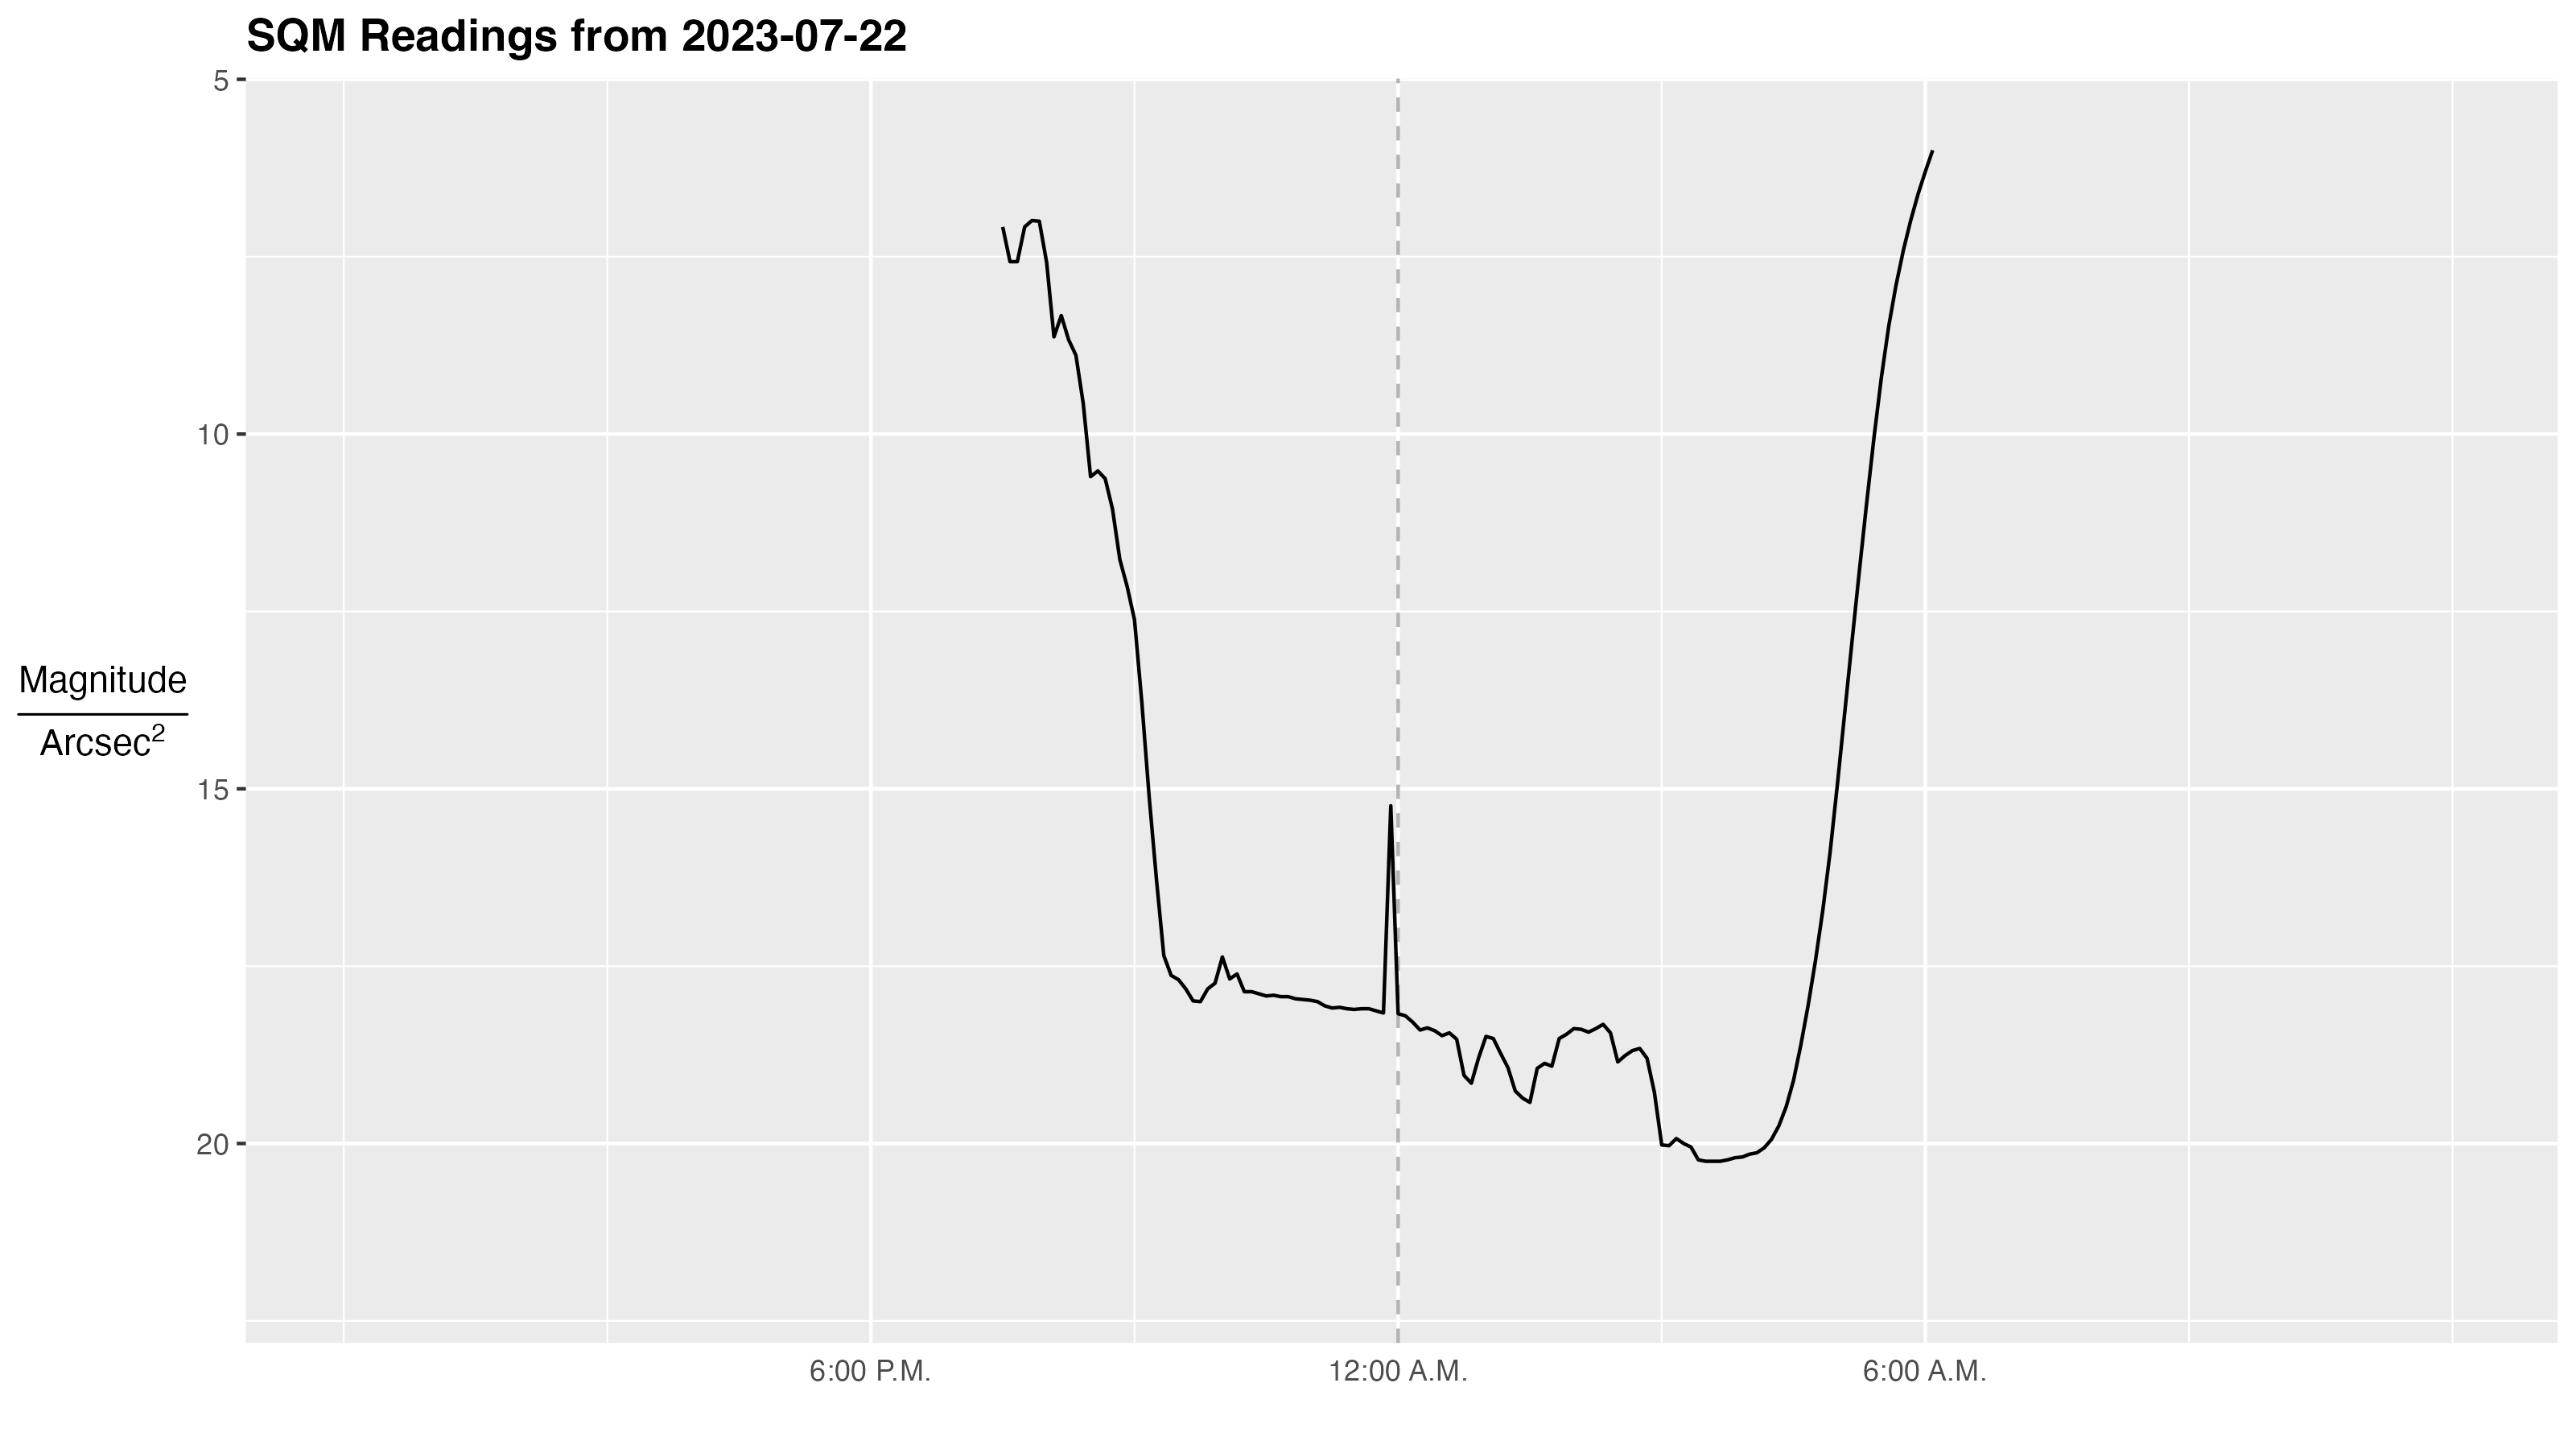 SQM Readings from 2023-07-22
5
10
Magnitude
Arcsec²
15
20
6:00 P.M.
12:00 A.M.
6:00 A.M.